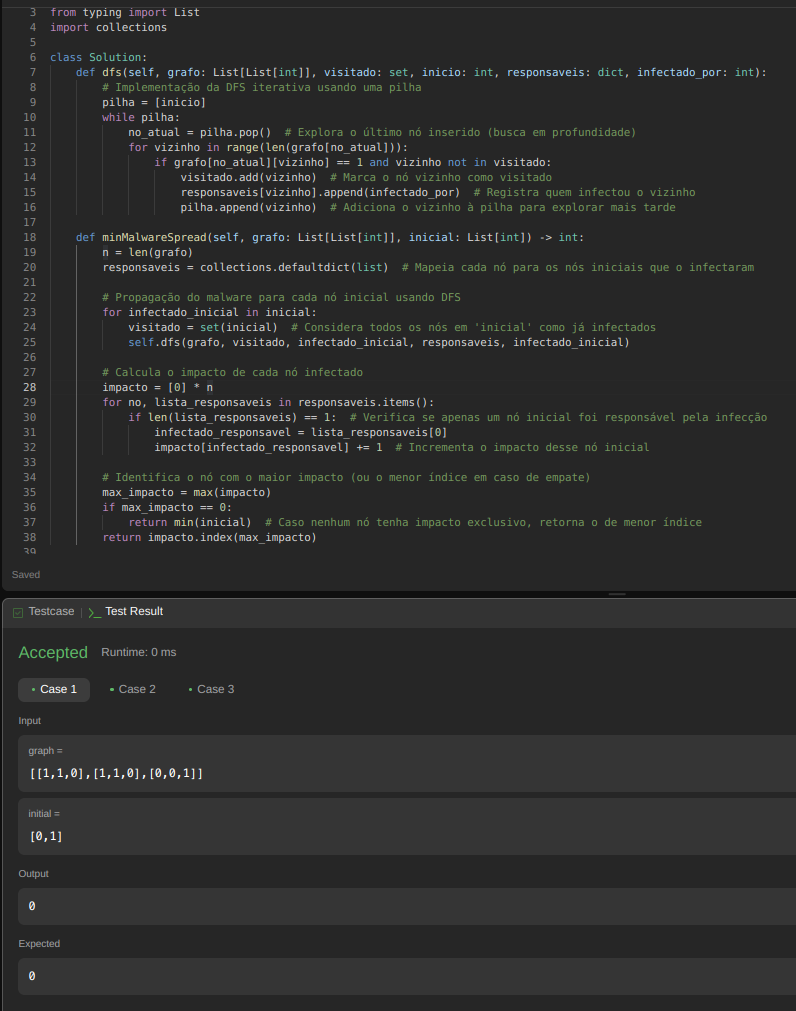 3 from typing import List
4 import collections
5
6 class Solution:
7     def dfs(self, grafo: List[List[int]], visitado: set, inicio: int, responsaveis: dict, infectado_por: int):
8         # Implementação da DFS iterativa usando uma pilha
9         pilha = [inicio]
10         while pilha:
11             no_atual = pilha.pop()  # Explora o último nó inserido (busca em profundidade)
12             for vizinho in range(len(grafo[no_atual])):
13                 if grafo[no_atual][vizinho] == 1 and vizinho not in visitado:
14                     visitado.add(vizinho)  # Marca o nó vizinho como visitado
15                     responsaveis[vizinho].append(infectado_por)  # Registra quem infectou o vizinho
16                     pilha.append(vizinho)  # Adiciona o vizinho à pilha para explorar mais tarde
17
18     def minMalwareSpread(self, grafo: List[List[int]], inicial: List[int]) -> int:
19         n = len(grafo)
20         responsaveis = collections.defaultdict(list)  # Mapeia cada nó para os nós iniciais que o infectaram
21
22         # Propagação do malware para cada nó inicial usando DFS
23         for infectado_inicial in inicial:
24             visitado = set(inicial)  # Considera todos os nós em 'inicial' como já infectados
25             self.dfs(grafo, visitado, infectado_inicial, responsaveis, infectado_inicial)
26
27         # Calcula o impacto de cada nó infectado
28         impacto = [0] * n
29         for no, lista_responsaveis in responsaveis.items():
30             if len(lista_responsaveis) == 1:  # Verifica se apenas um nó inicial foi responsável pela infecção
31                 infectado_responsavel = lista_responsaveis[0]
32                 impacto[infectado_responsavel] += 1  # Incrementa o impacto desse nó inicial
33
34         # Identifica o nó com o maior impacto (ou o menor índice em caso de empate)
35         max_impacto = max(impacto)
36         if max_impacto == 0:
37             return min(inicial)  # Caso nenhum nó tenha impacto exclusivo, retorna o de menor índice
38         return impacto.index(max_impacto)
39
Saved
Testcase | >_ Test Result
Accepted Runtime: 0 ms
• Case 1 • Case 2 • Case 3
Input
graph =
[[1,1,0],[1,1,0],[0,0,1]]
initial =
[0,1]
Output
0
Expected
0